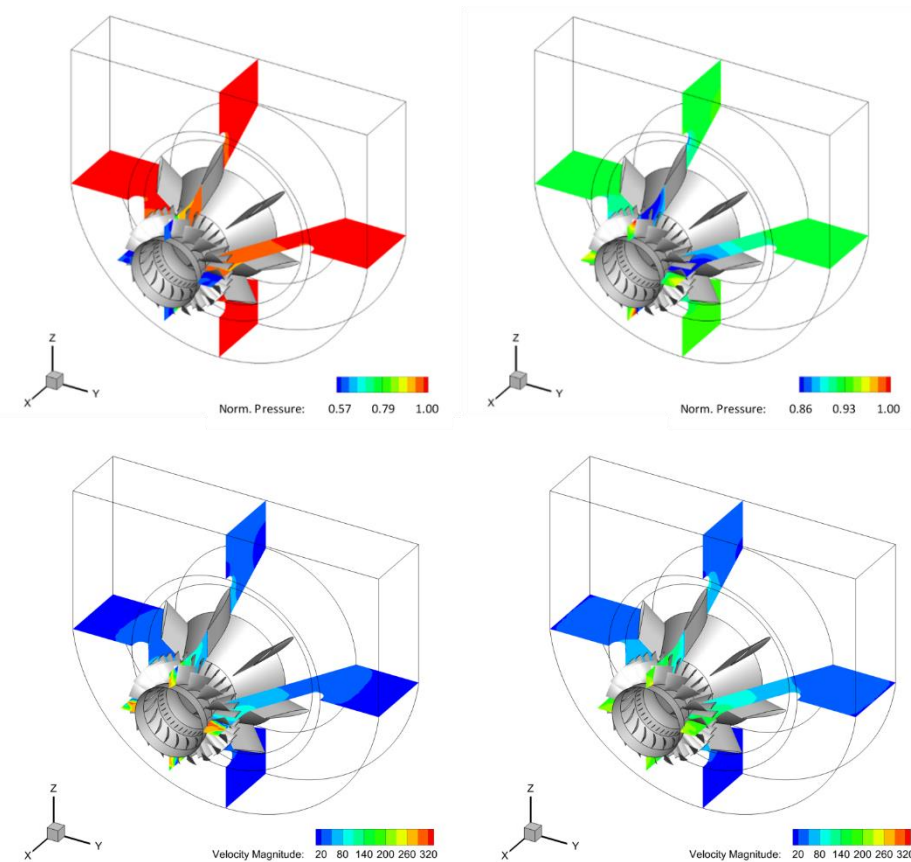 Z
Y
X
Norm. Pressure: 0.57 0.79 1.00
Z
Y
X
Norm. Pressure: 0.86 0.93 1.00
Z
Y
X
Velocity Magnitude: 20 80 140 200 260 320
Z
Y
X
Velocity Magnitude: 20 80 140 200 260 320